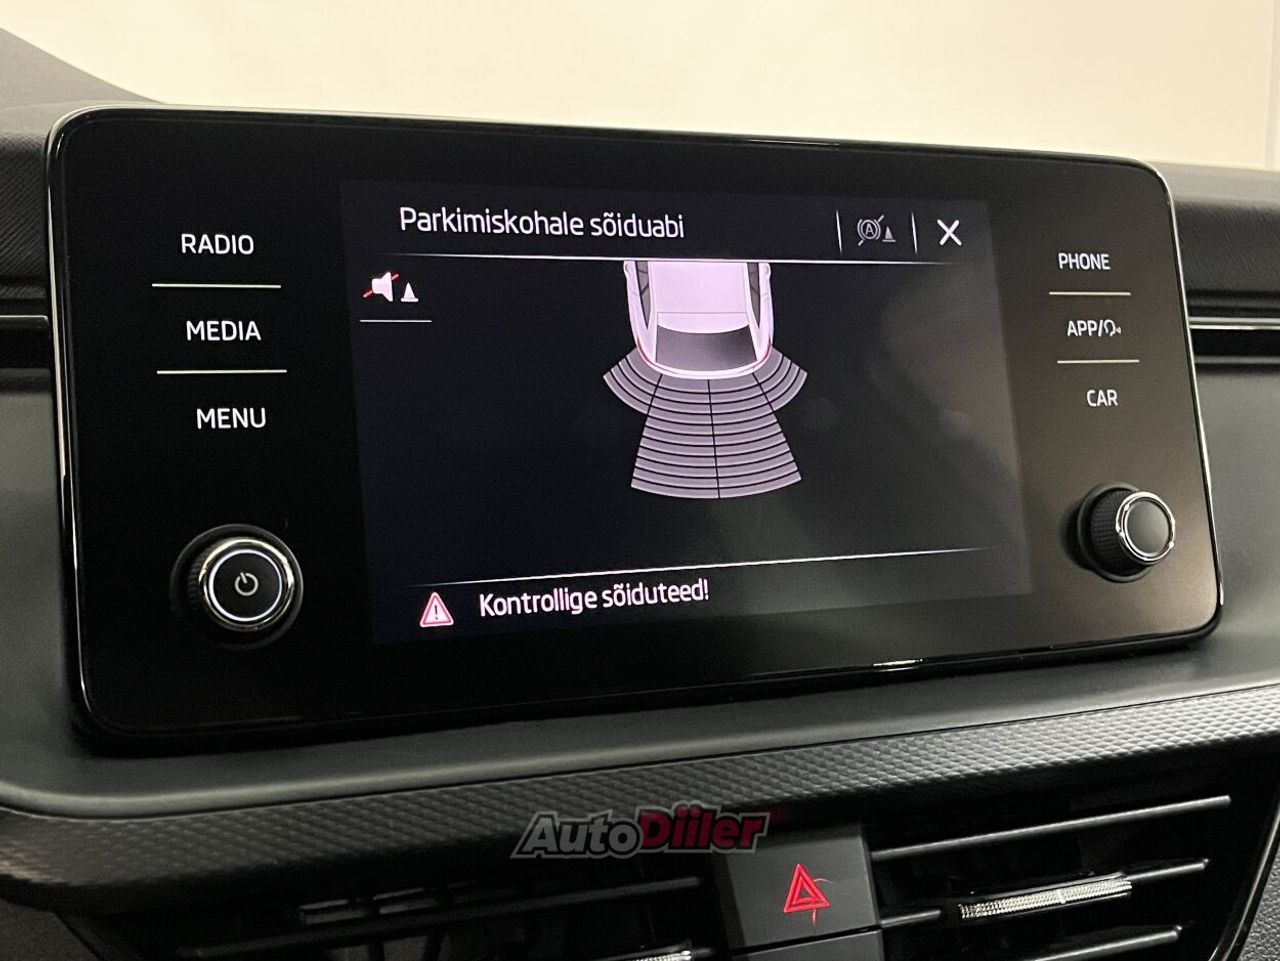 Parkimiskohale sõiduabi
RADIO
MEDIA
MENU
PHONE
APP/
CAR
Kontrollige sõiduteed!
AutoDiiler